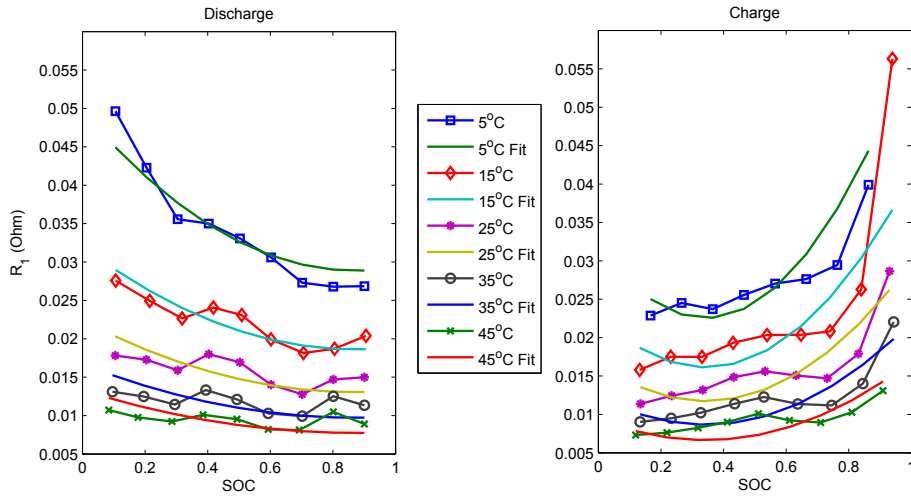 Discharge
Charge
0.055
0.05
0.045
0.04
0.035
0.03
0.025
0.02
0.015
0.01
0.005
0 0.2 0.4 0.6 0.8 1
SOC
R1 (Ohm)
5°C
5°C Fit
15°C
15°C Fit
25°C
25°C Fit
35°C
35°C Fit
45°C
45°C Fit
0.055
0.05
0.045
0.04
0.035
0.03
0.025
0.02
0.015
0.01
0.005
0 0.2 0.4 0.6 0.8 1
SOC